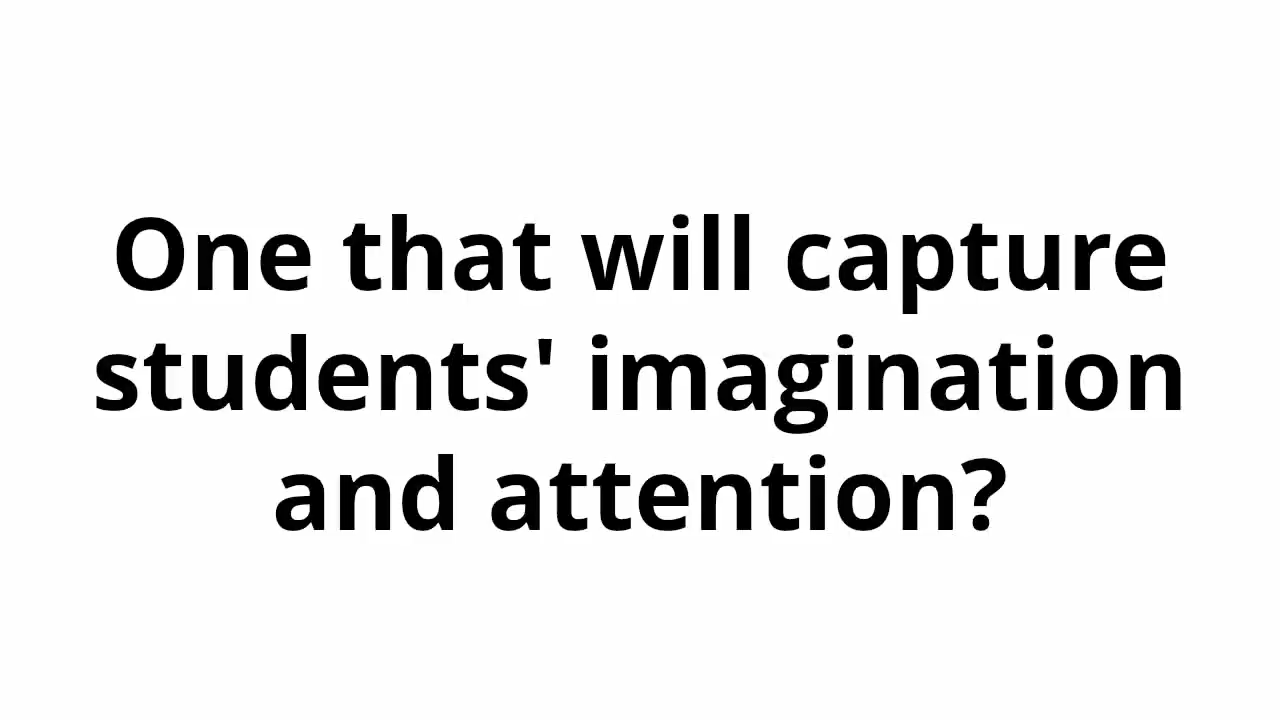 One that will capture
students' imagination
and attention?